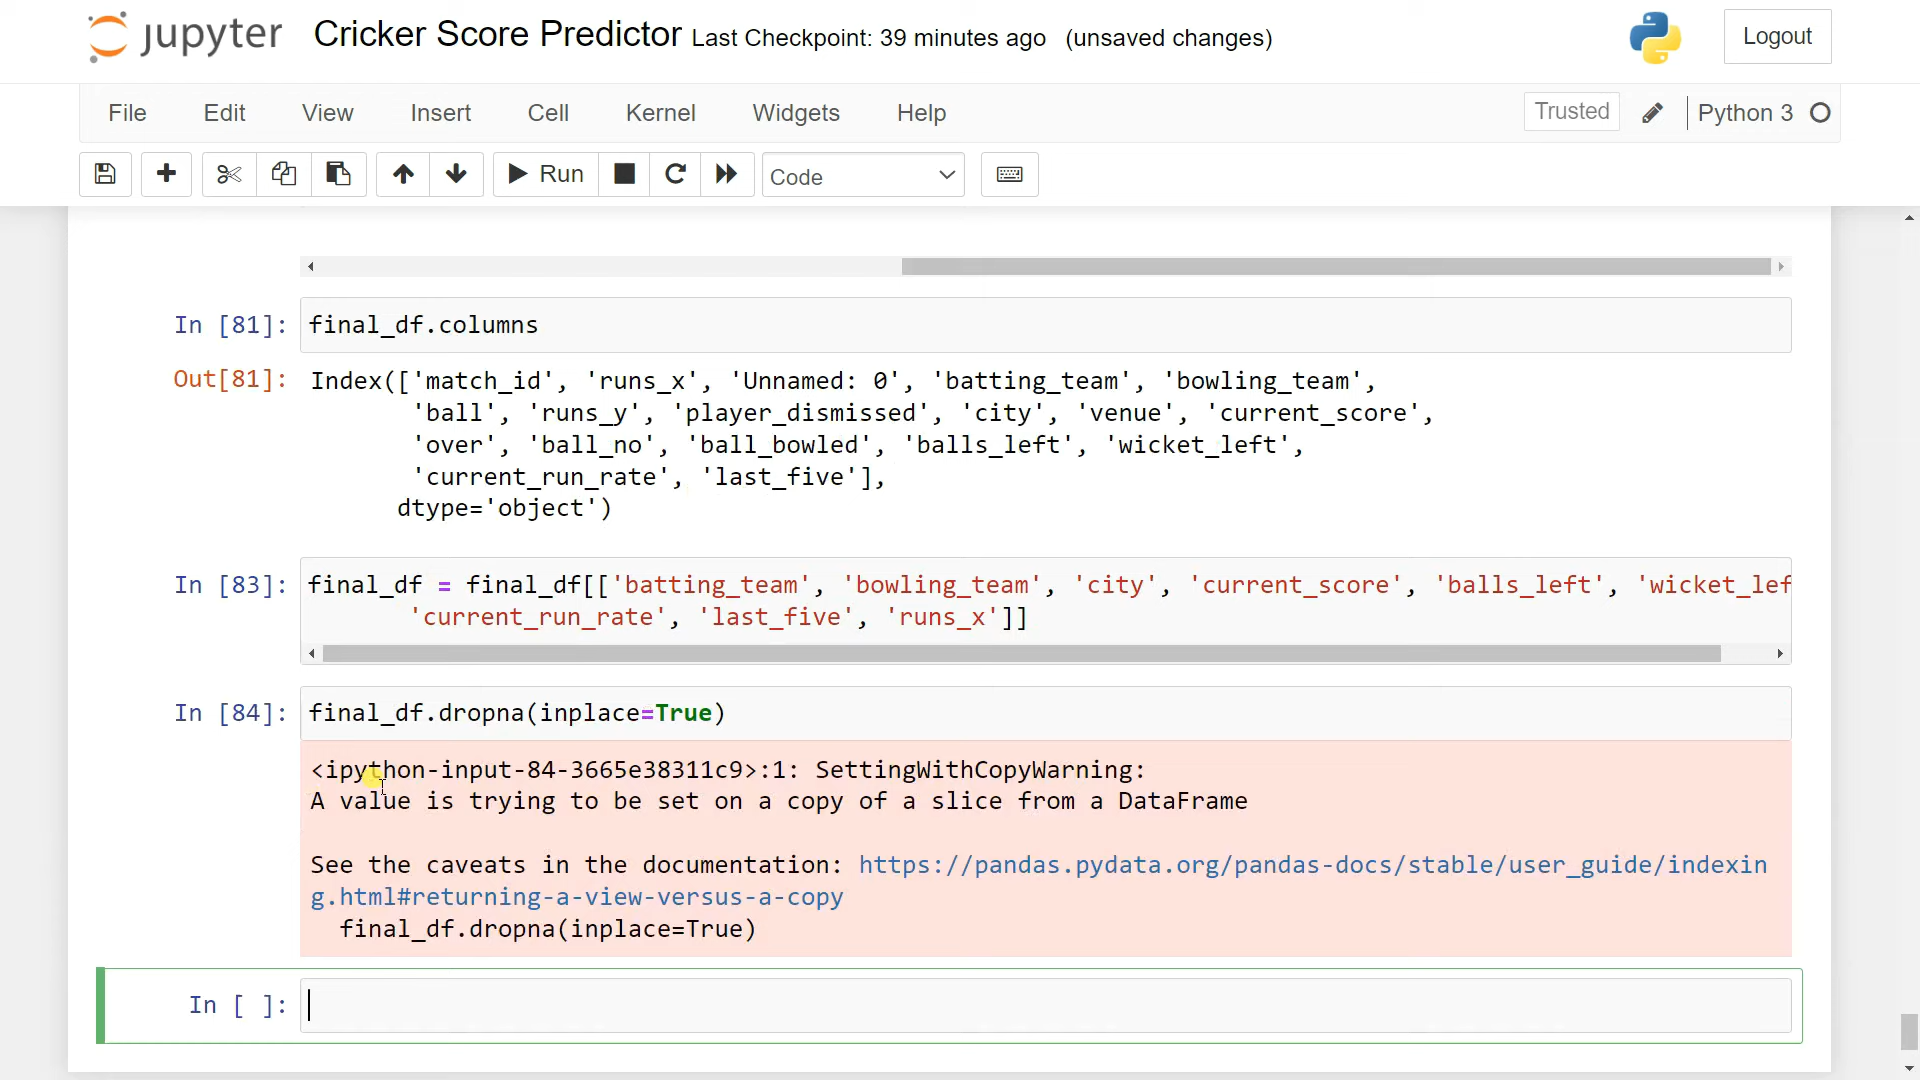 jupyter Cricker Score Predictor Last Checkpoint: 39 minutes ago (unsaved changes) Logout
File Edit View Insert Cell Kernel Widgets Help Trusted Python 3
Run Code
In [81]: final_df.columns
Out[81]: Index(['match_id', 'runs_x', 'Unnamed: 0', 'batting_team', 'bowling_team',
'ball', 'runs_y', 'player_dismissed', 'city', 'venue', 'current_score',
'over', 'ball_no', 'ball_bowled', 'balls_left', 'wicket_left',
'current_run_rate', 'last_five'],
dtype='object')
In [83]: final_df = final_df[['batting_team', 'bowling_team', 'city', 'current_score', 'balls_left', 'wicket_lef
'current_run_rate', 'last_five', 'runs_x']]
In [84]: final_df.dropna(inplace=True)
<ipython-input-84-3665e38311c9>:1: SettingWithCopyWarning:
A value is trying to be set on a copy of a slice from a DataFrame
See the caveats in the documentation: https://pandas.pydata.org/pandas-docs/stable/user_guide/indexin
g.html#returning-a-view-versus-a-copy
final_df.dropna(inplace=True)
In [ ]: